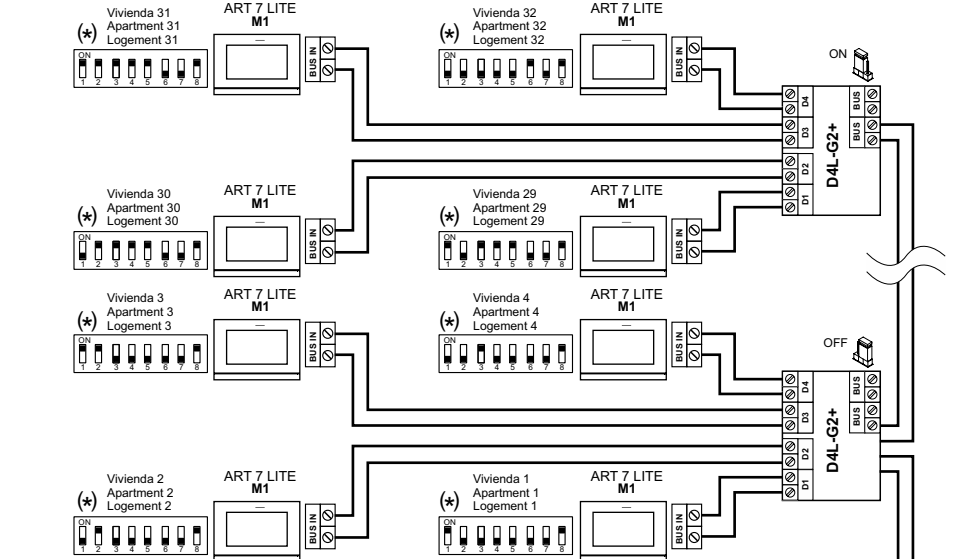 Vivienda 31
Apartment 31
Logement 31
(*)
ON
1 2 3 4 5 6 7 8
ART 7 LITE
M1
BUS IN
Vivienda 32
Apartment 32
Logement 32
(*)
ON
1 2 3 4 5 6 7 8
ART 7 LITE
M1
BUS IN
ON
D4
D3
D2
D1
BUS
BUS
D4L-G2+
Vivienda 30
Apartment 30
Logement 30
(*)
ON
1 2 3 4 5 6 7 8
ART 7 LITE
M1
BUS IN
Vivienda 29
Apartment 29
Logement 29
(*)
ON
1 2 3 4 5 6 7 8
ART 7 LITE
M1
BUS IN
Vivienda 3
Apartment 3
Logement 3
(*)
ON
1 2 3 4 5 6 7 8
ART 7 LITE
M1
BUS IN
Vivienda 4
Apartment 4
Logement 4
(*)
ON
1 2 3 4 5 6 7 8
ART 7 LITE
M1
BUS IN
OFF
D4
D3
D2
D1
BUS
BUS
D4L-G2+
Vivienda 2
Apartment 2
Logement 2
(*)
ON
1 2 3 4 5 6 7 8
ART 7 LITE
M1
BUS IN
Vivienda 1
Apartment 1
Logement 1
(*)
ON
1 2 3 4 5 6 7 8
ART 7 LITE
M1
BUS IN